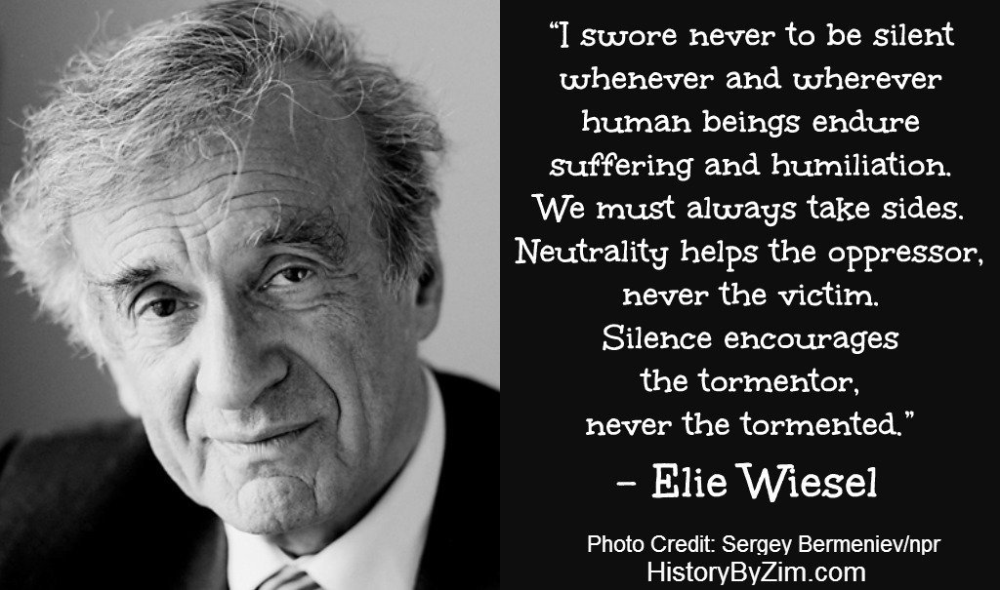 “I swore never to be silent
whenever and wherever
human beings endure
suffering and humiliation.
We must always take sides.
Neutrality helps the oppressor,
never the victim.
Silence encourages
the tormentor,
never the tormented.”
– Elie Wiesel
Photo Credit: Sergey Bermeniev/npr
HistoryByZim.com